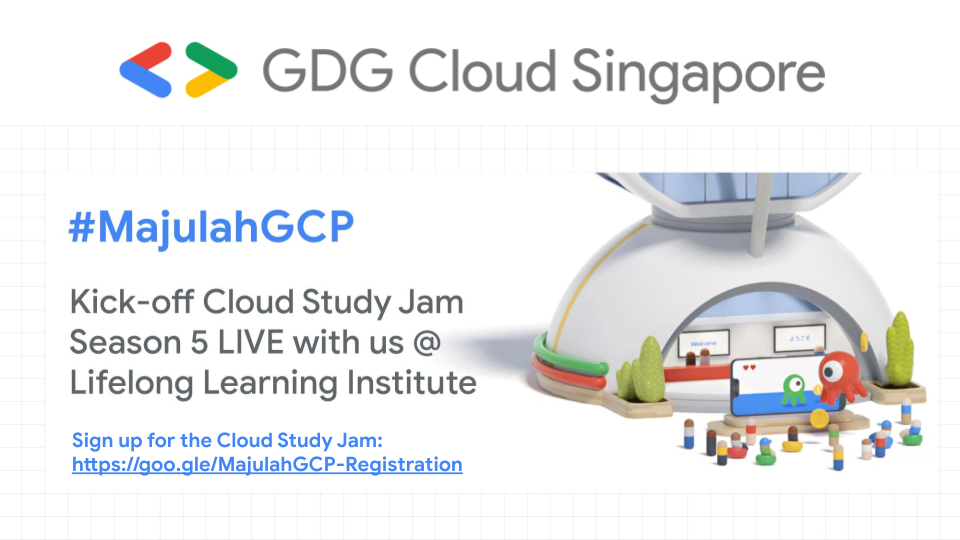 GDG Cloud Singapore
#MajulahGCP
Kick-off Cloud Study Jam
Season 5 LIVE with us @
Lifelong Learning Institute
Sign up for the Cloud Study Jam:
https://goo.gle/MajulahGCP-Registration
Welcome
ようこそ